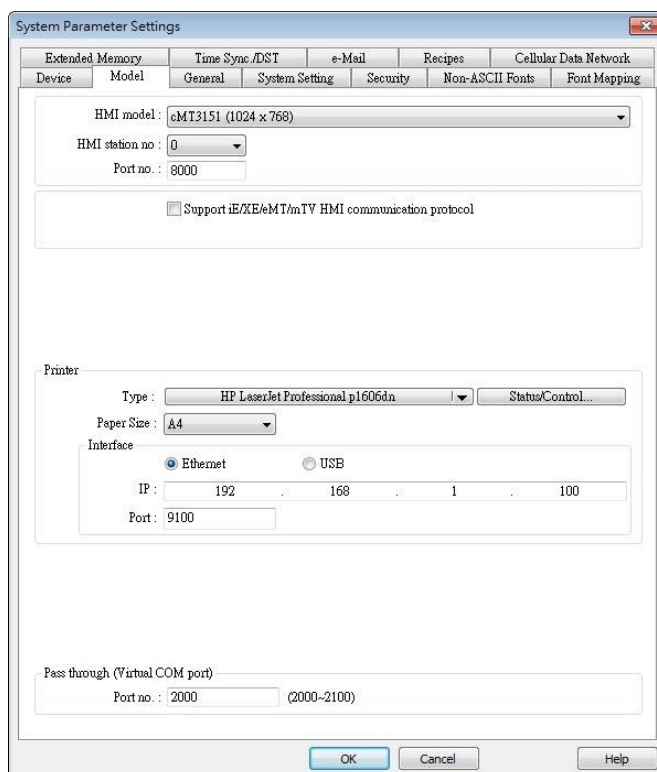 System Parameter Settings
Extended Memory Time Sync./DST e-Mail Recipes Cellular Data Network
Device Model General System Setting Security Non-ASCII Fonts Font Mapping
HMI model : cMT3151 (1024 x 768)
HMI station no : 0
Port no. : 8000
Support iE/XE/eMT/mTV HMI communication protocol
Printer
Type : HP LaserJet Professional p1606dn Status/Control...
Paper Size : A4
Interface
Ethernet USB
IP : 192 . 168 . 1 . 100
Port : 9100
Pass through (Virtual COM port)
Port no. : 2000 (2000~2100)
OK Cancel Help